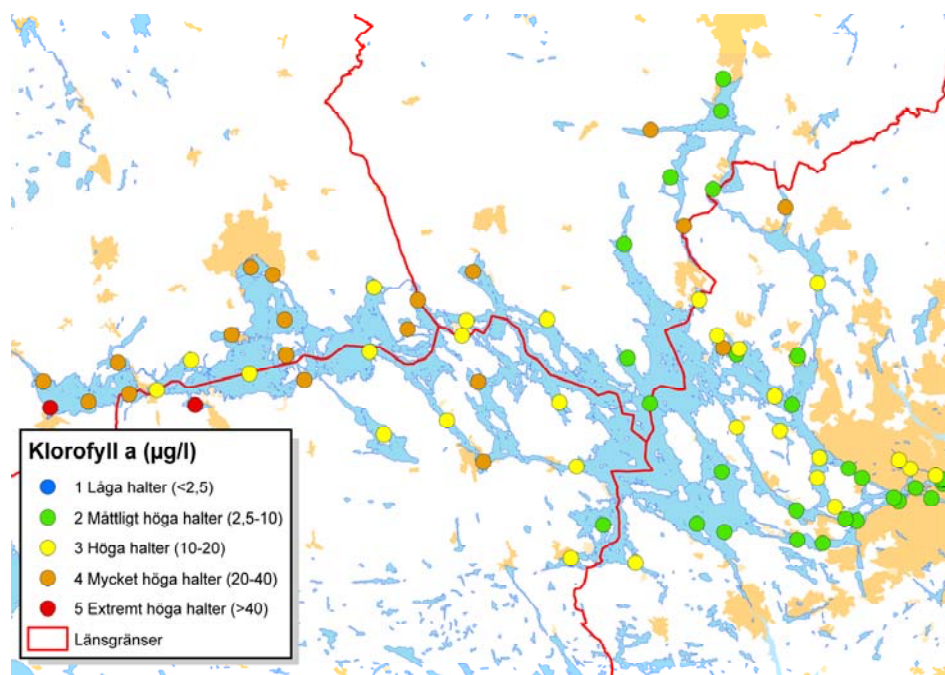 Klorofyll a (µg/l)
1 Låga halter (<2,5)
2 Måttligt höga halter (2,5-10)
3 Höga halter (10-20)
4 Mycket höga halter (20-40)
5 Extremt höga halter (>40)
Länsgränser